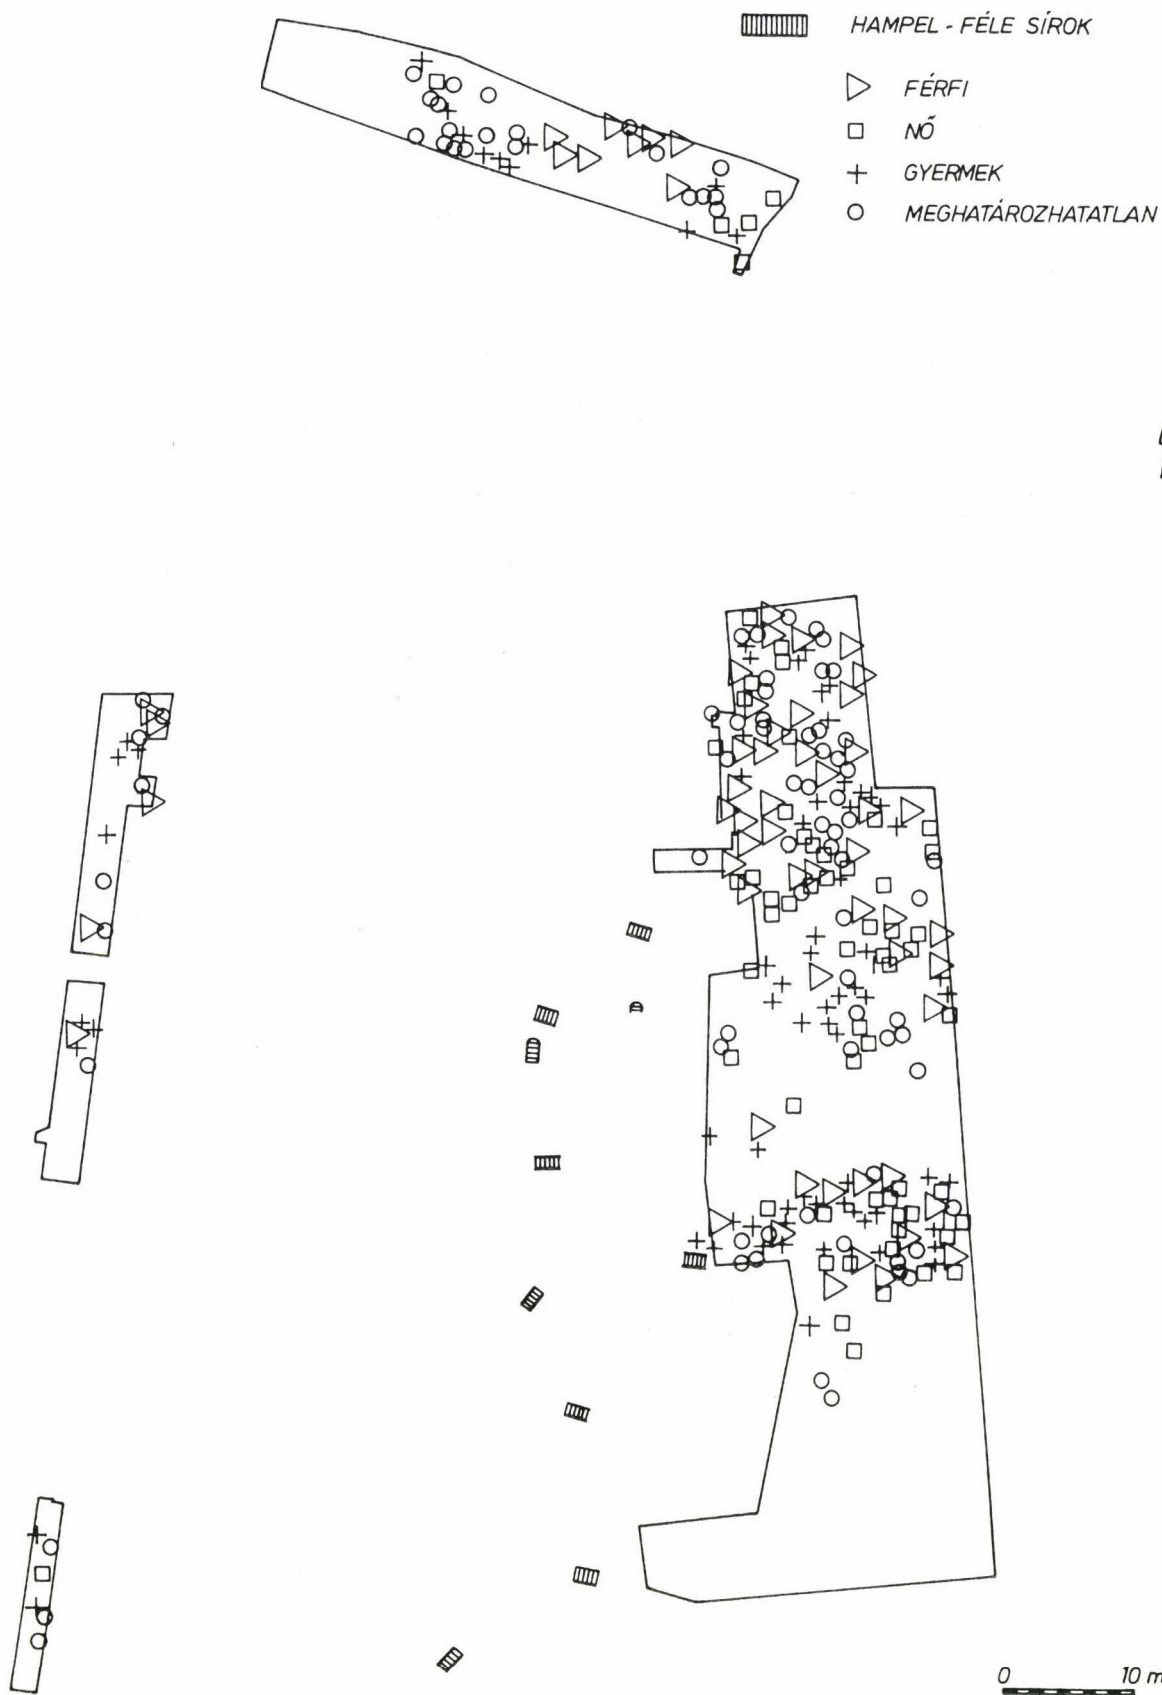 HAMPEL - FÉLE SÍROK
FÉRFI
NŐ
GYERMEK
MEGHATÁROZHATATLAN
0 10 m